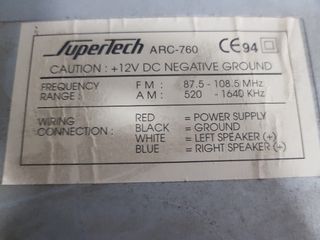 SuperTech ARC-760 CE94
CAUTION : +12V DC NEGATIVE GROUND
FREQUENCY FM : 87.5 - 108.5 MHz
RANGE : AM : 520 - 1640 KHz
WIRING RED = POWER SUPPLY
CONNECTION : BLACK = GROUND
WHITE = LEFT SPEAKER (+)
BLUE = RIGHT SPEAKER (+)